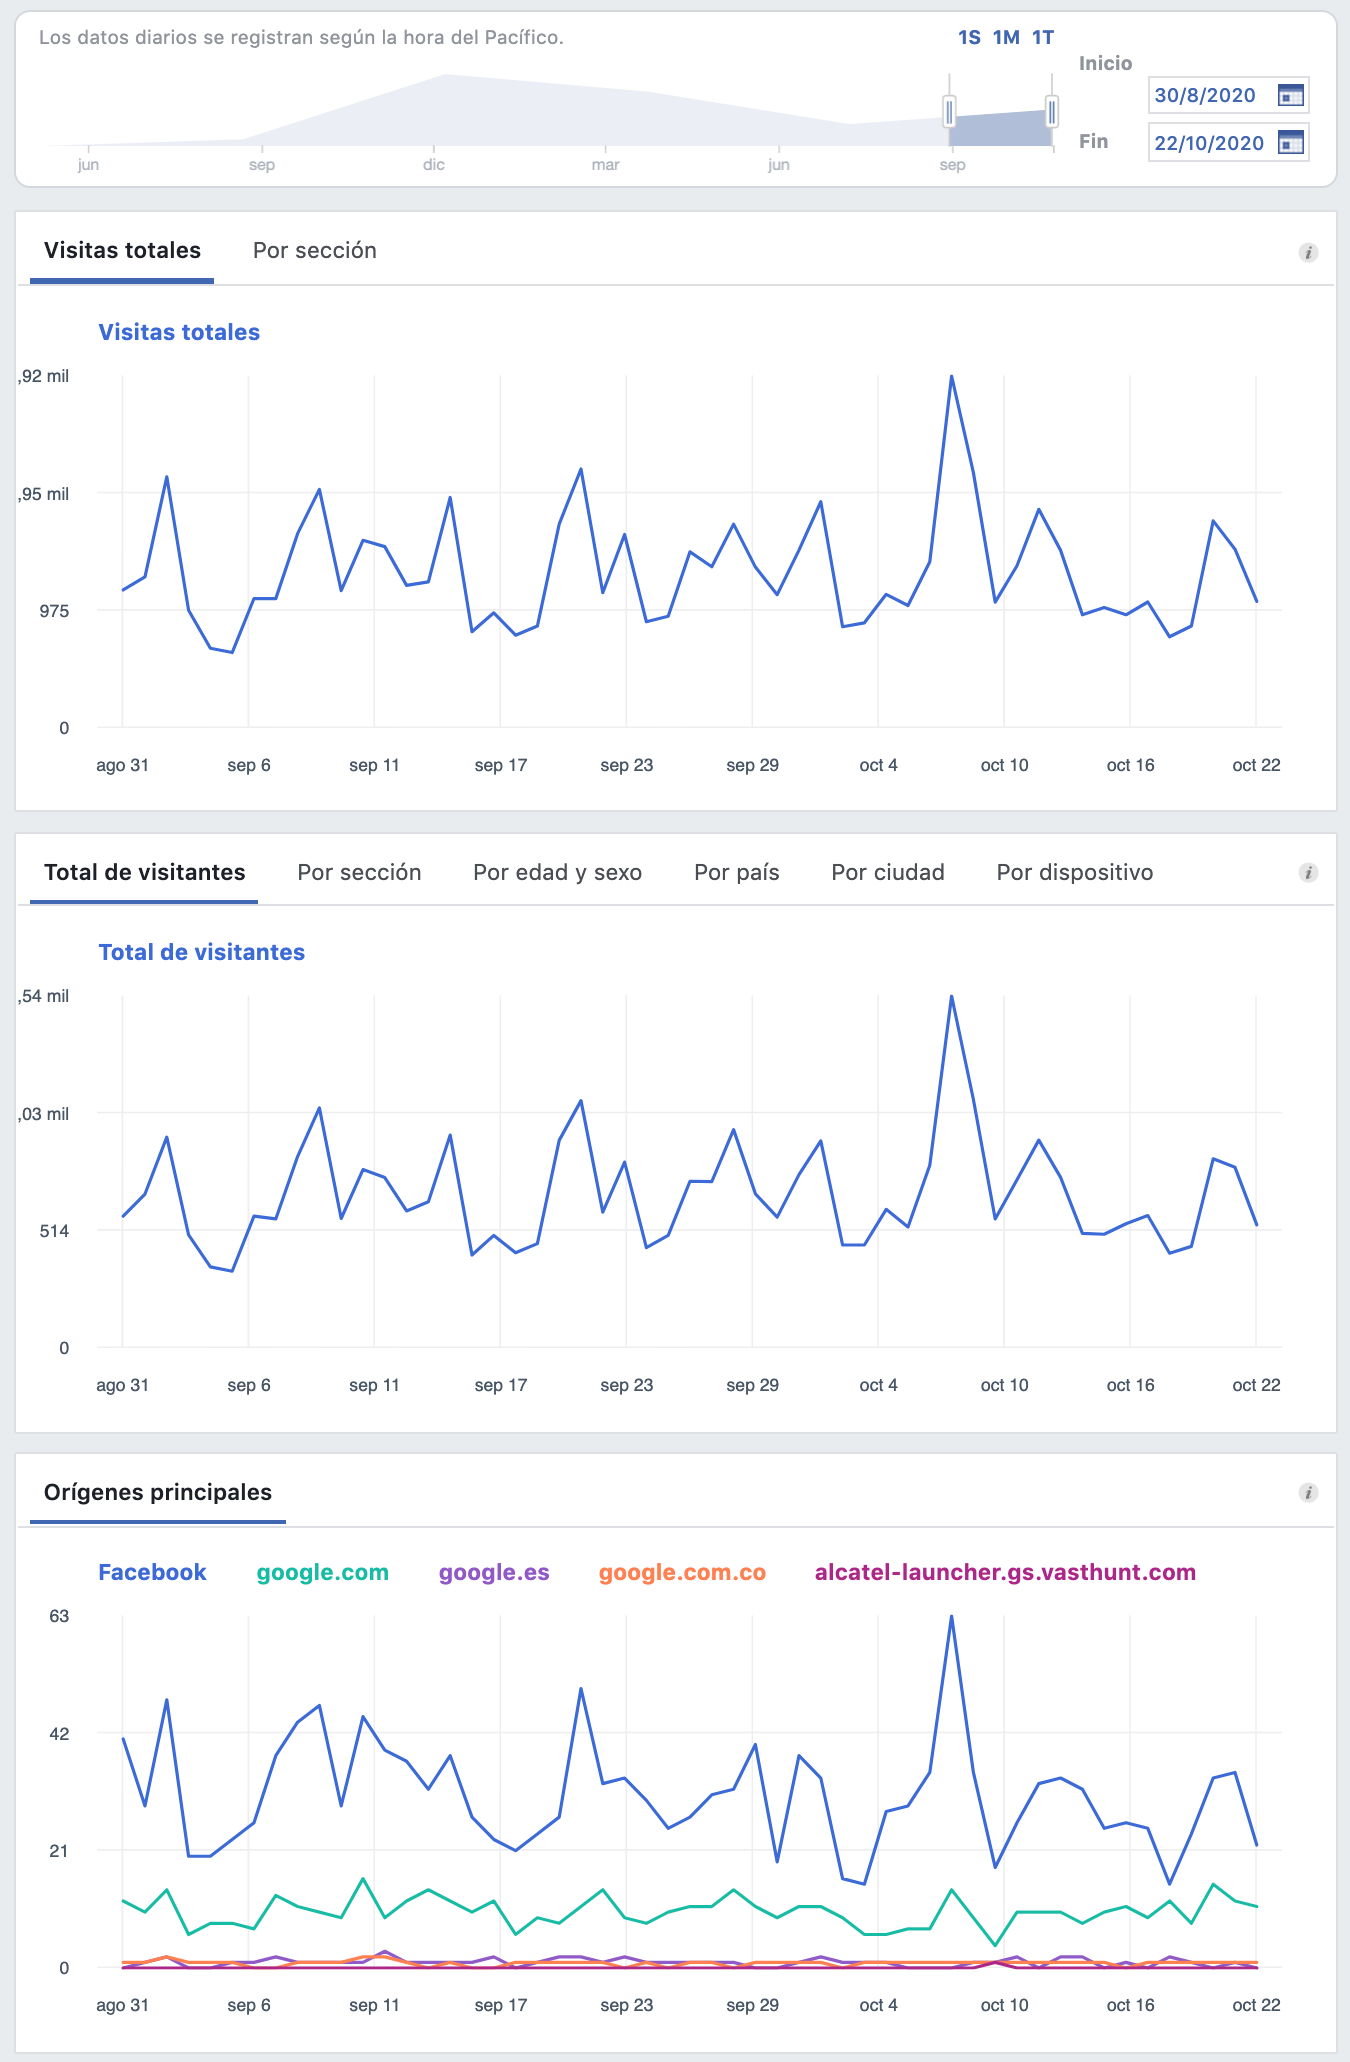 Los datos diarios se registran según la hora del Pacífico.
1S 1M 1T
Inicio
30/8/2020
Fin
22/10/2020
jun sep dic mar jun sep
Visitas totales Por sección
Visitas totales
,92 mil
,95 mil
975
0
ago 31 sep 6 sep 11 sep 17 sep 23 sep 29 oct 4 oct 10 oct 16 oct 22
Total de visitantes Por sección Por edad y sexo Por país Por ciudad Por dispositivo
Total de visitantes
,54 mil
,03 mil
514
0
ago 31 sep 6 sep 11 sep 17 sep 23 sep 29 oct 4 oct 10 oct 16 oct 22
Orígenes principales
Facebook google.com google.es google.com.co alcatel-launcher.gs.vasthunt.com
63
42
21
0
ago 31 sep 6 sep 11 sep 17 sep 23 sep 29 oct 4 oct 10 oct 16 oct 22